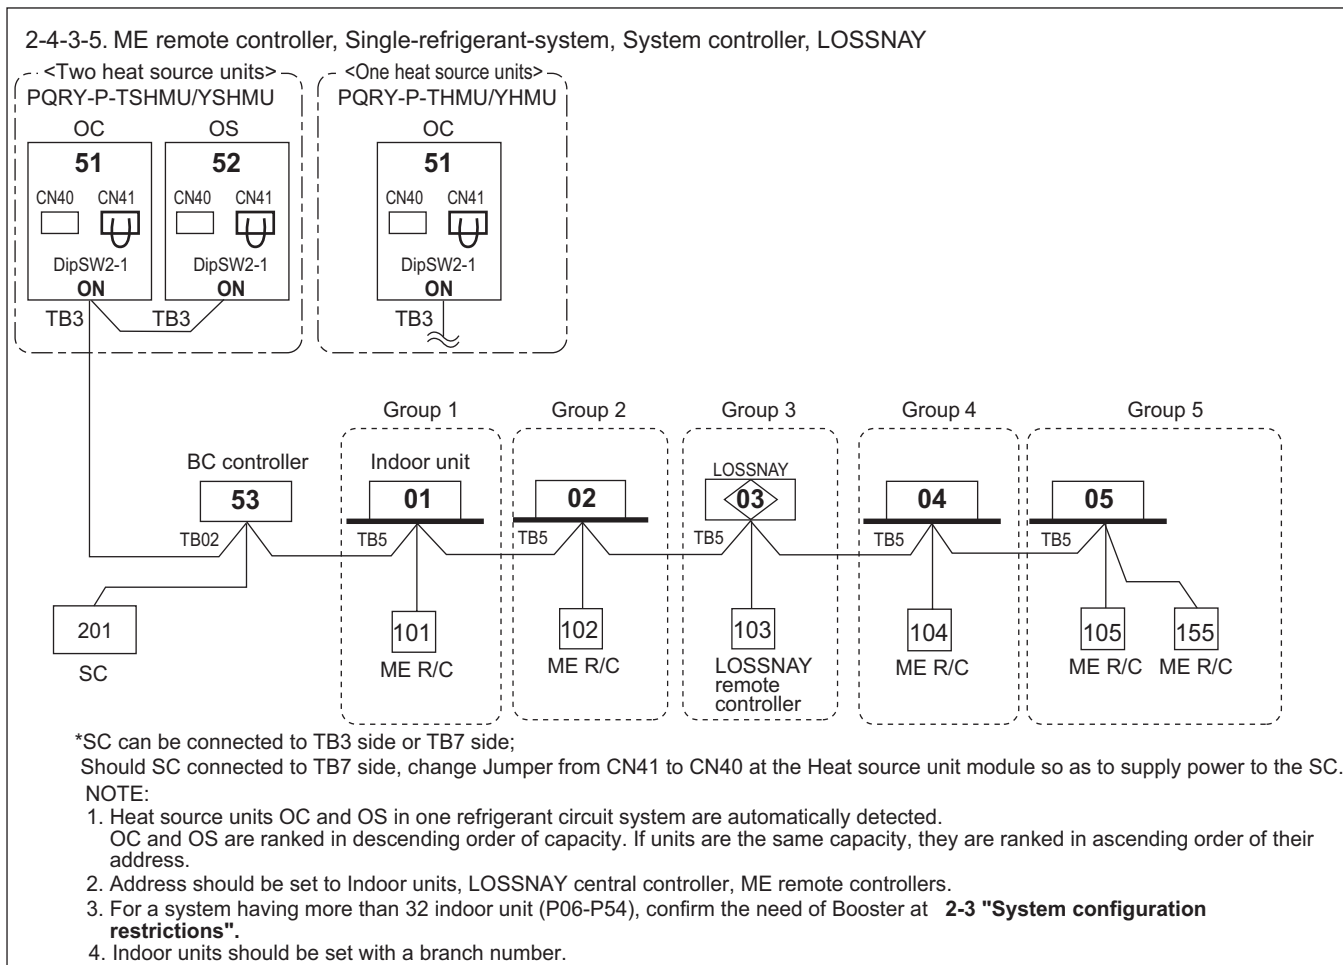 2-4-3-5. ME remote controller, Single-refrigerant-system, System controller, LOSSNAY
<Two heat source units>
PQRY-P-TSHMU/YSHMU
OC OS
51 52
CN40 CN41 CN40 CN41
DipSW2-1 DipSW2-1
ON ON
TB3 TB3
<One heat source units>
PQRY-P-THMU/YHMU
OC
51
CN40 CN41
DipSW2-1
ON
TB3
Group 1 Group 2 Group 3 Group 4 Group 5
BC controller Indoor unit LOSSNAY
53 01 02 03 04 05
TB02 TB5 TB5 TB5 TB5 TB5
201 101 102 103 104 105 155
SC ME R/C ME R/C LOSSNAY remote controller ME R/C ME R/C ME R/C
*SC can be connected to TB3 side or TB7 side;
Should SC connected to TB7 side, change Jumper from CN41 to CN40 at the Heat source unit module so as to supply power to the SC.
NOTE:
1. Heat source units OC and OS in one refrigerant circuit system are automatically detected.
OC and OS are ranked in descending order of capacity. If units are the same capacity, they are ranked in ascending order of their
address.
2. Address should be set to Indoor units, LOSSNAY central controller, ME remote controllers.
3. For a system having more than 32 indoor unit (P06-P54), confirm the need of Booster at 2-3 "System configuration
restrictions".
4. Indoor units should be set with a branch number.